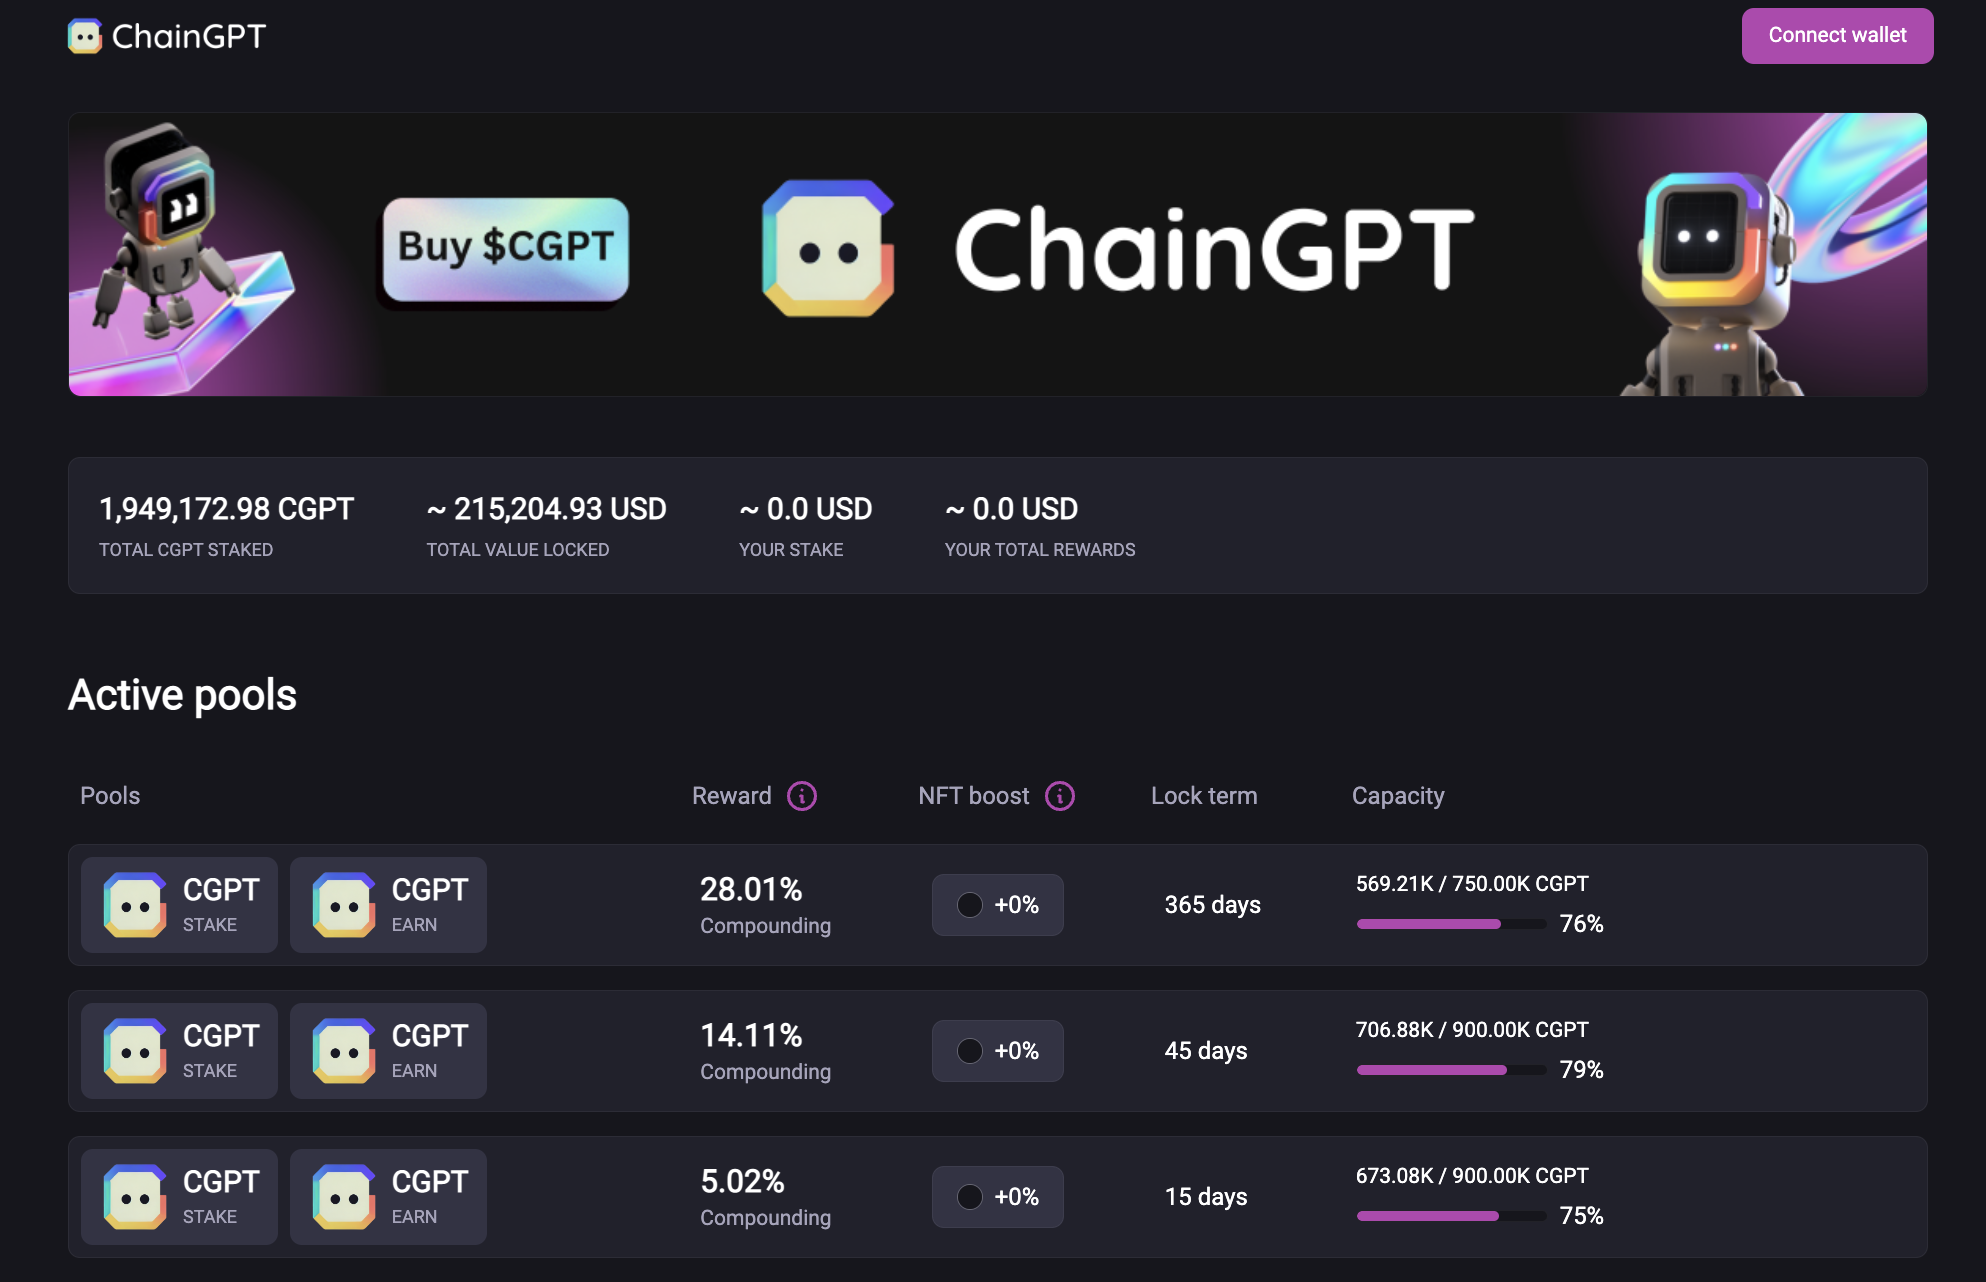 ChainGPT
Connect wallet
Buy $CGPT
ChainGPT
1,949,172.98 CGPT
TOTAL CGPT STAKED
~ 215,204.93 USD
TOTAL VALUE LOCKED
~ 0.0 USD
YOUR STAKE
~ 0.0 USD
YOUR TOTAL REWARDS
Active pools
Pools Reward NFT boost Lock term Capacity
CGPT
STAKE
CGPT
EARN
28.01%
Compounding
+0%
365 days
569.21K / 750.00K CGPT
76%
CGPT
STAKE
CGPT
EARN
14.11%
Compounding
+0%
45 days
706.88K / 900.00K CGPT
79%
CGPT
STAKE
CGPT
EARN
5.02%
Compounding
+0%
15 days
673.08K / 900.00K CGPT
75%